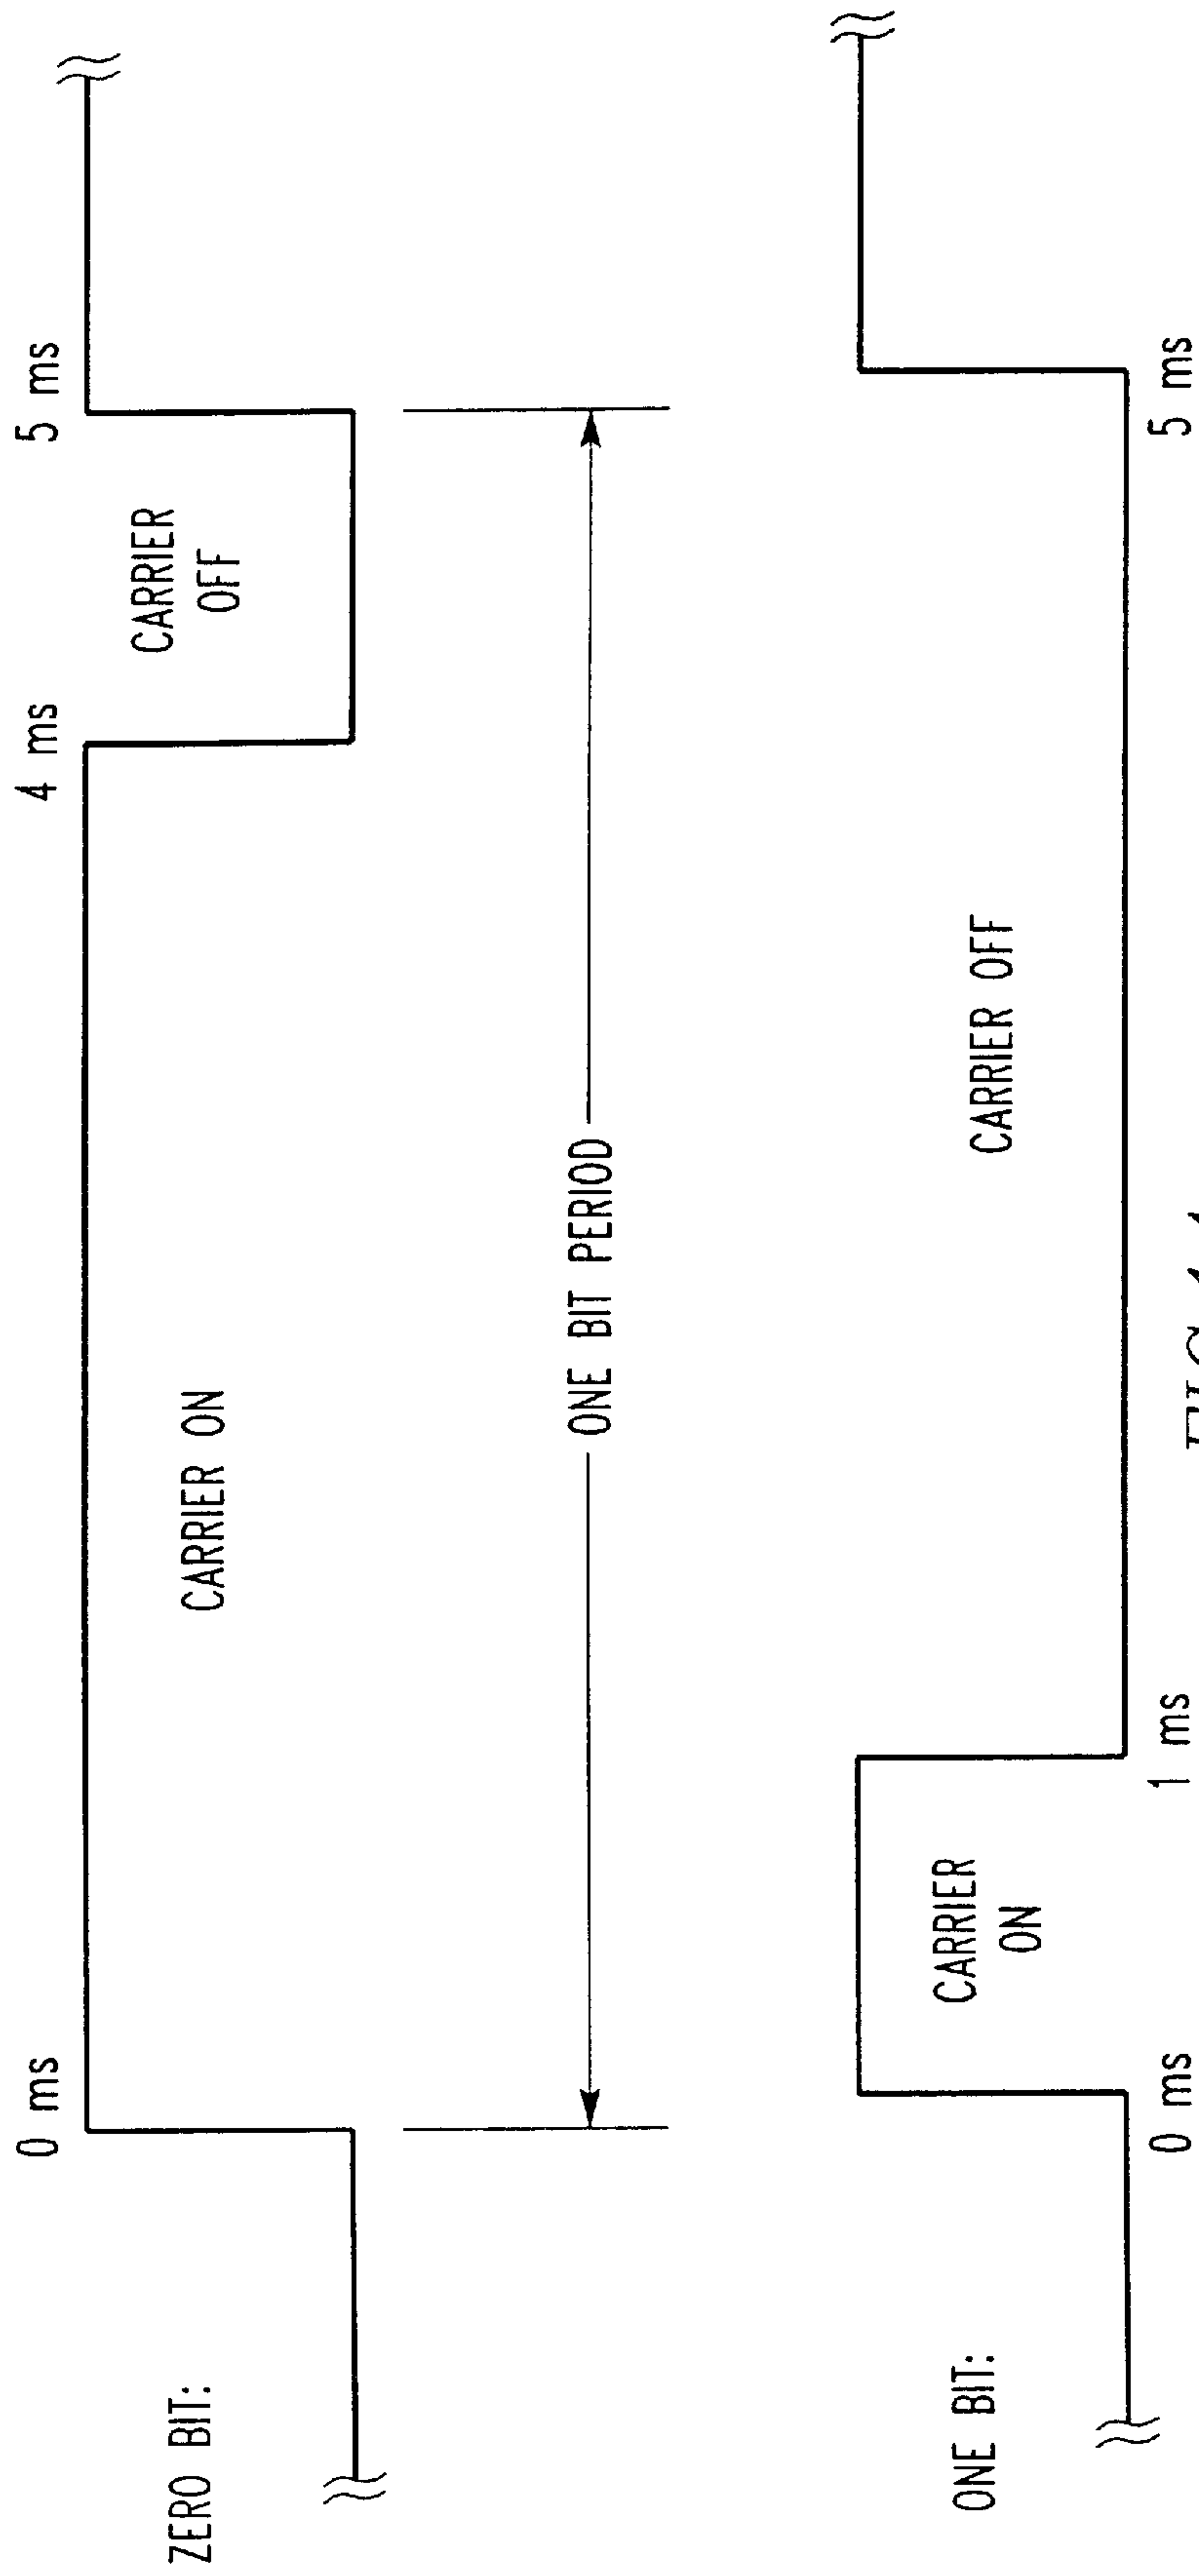 0 ms
4 ms
5 ms
ZERO BIT:
CARRIER ON
CARRIER
OFF
ONE BIT PERIOD
ONE BIT:
CARRIER
ON
CARRIER OFF
0 ms
1 ms
5 ms